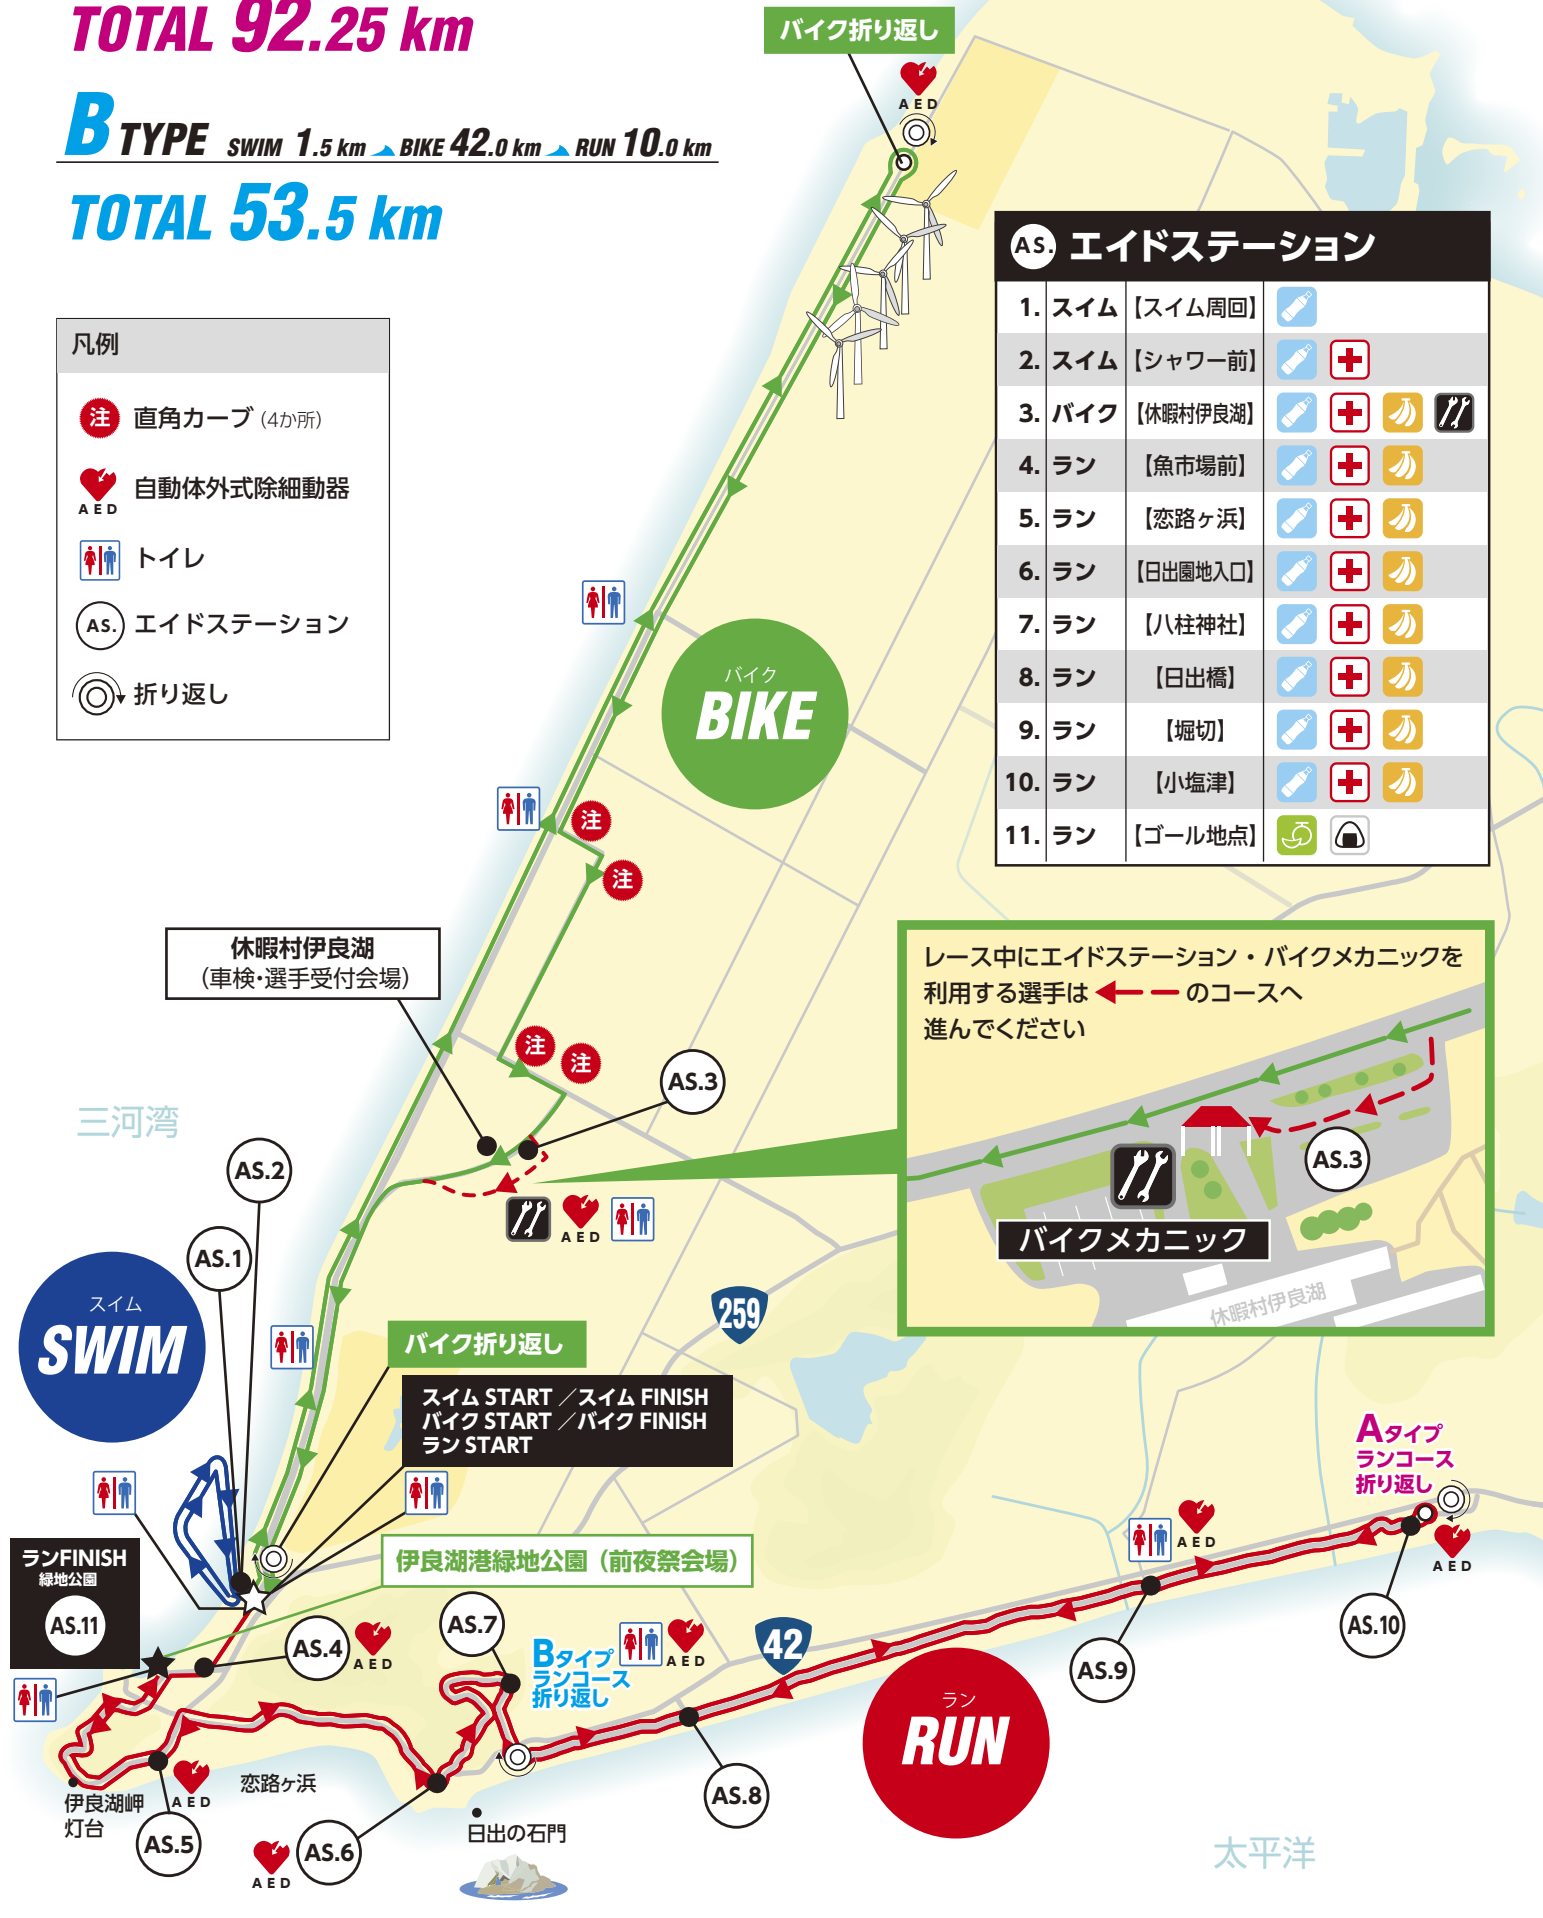 TOTAL 92.25 km
B TYPE SWIM 1.5 km BIKE 42.0 km RUN 10.0 km
TOTAL 53.5 km
凡例
注 直角カーブ (4か所)
AED 自動体外式除細動器
トイレ
AS. エイドステーション
折り返し
バイク折り返し
AED
AS. エイドステーション
1. スイム 【スイム周回】
2. スイム 【シャワー前】
3. バイク 【休暇村伊良湖】
4. ラン 【魚市場前】
5. ラン 【恋路ヶ浜】
6. ラン 【日出園地入口】
7. ラン 【八柱神社】
8. ラン 【日出橋】
9. ラン 【堀切】
10. ラン 【小塩津】
11. ラン 【ゴール地点】
バイク
BIKE
注
注
休暇村伊良湖
（車検・選手受付会場）
注
注
AS.3
AED
レース中にエイドステーション・バイクメカニックを
利用する選手は のコースへ
進んでください
AS.3
バイクメカニック
休暇村伊良湖
三河湾
AS.2
AS.1
スイム
SWIM
259
バイク折り返し
スイム START ／スイム FINISH
バイク START ／バイク FINISH
ラン START
伊良湖港緑地公園（前夜祭会場）
ランFINISH
緑地公園
AS.11
AS.4
AED
AS.7
Bタイプ
ランコース
折り返し
AED
42
Aタイプ
ランコース
折り返し
AED
AED
AS.10
AS.9
ラン
RUN
AS.8
伊良湖岬
灯台
AED
AS.5
恋路ヶ浜
AED
AS.6
日出の石門
太平洋